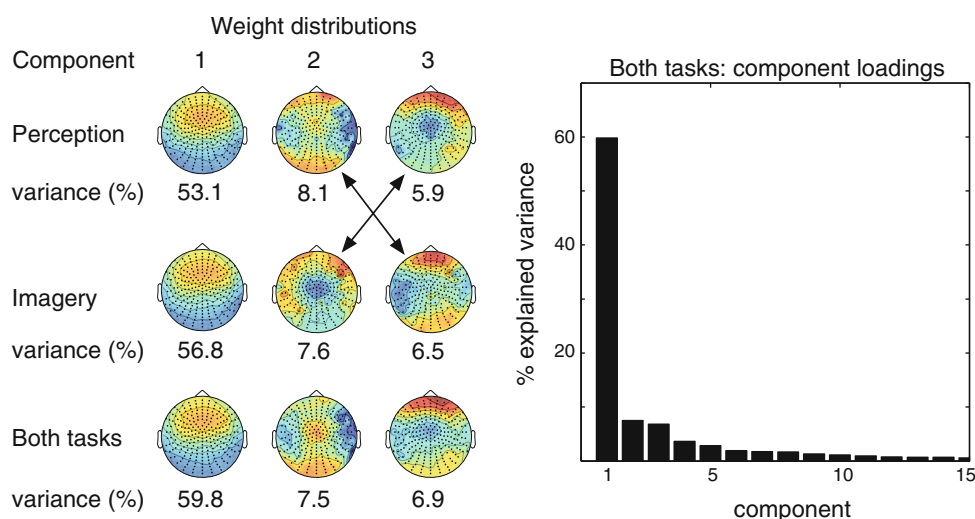 Weight distributions
Component 1 2 3
Perception
variance (%) 53.1 8.1 5.9
Imagery
variance (%) 56.8 7.6 6.5
Both tasks
variance (%) 59.8 7.5 6.9
Both tasks: component loadings
% explained variance
60
40
20
1 5 10 15
component